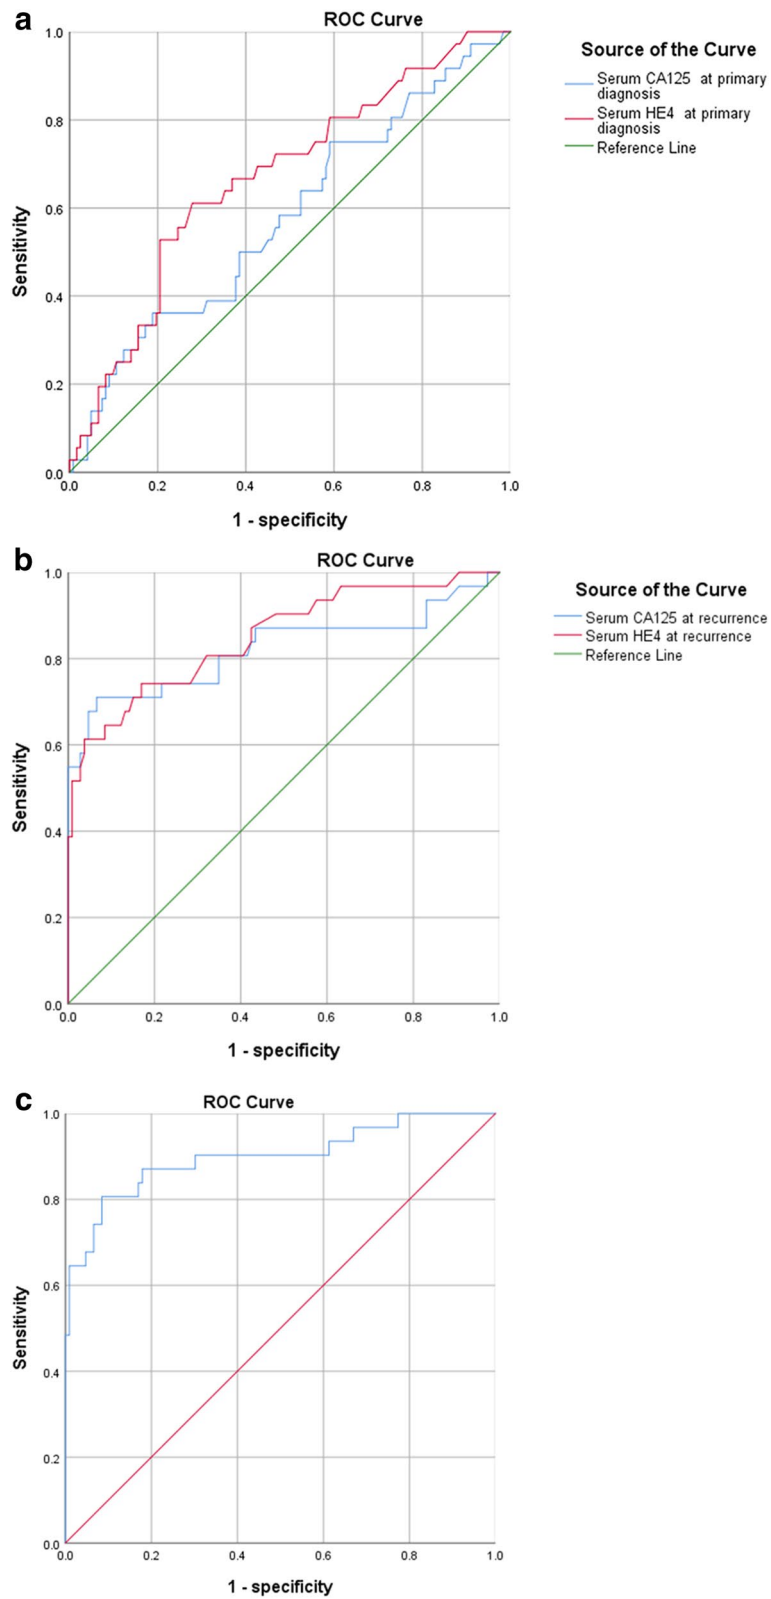 a
ROC Curve
1.0
0.8
0.6
0.4
0.2
0.0
Sensitivity
0.0 0.2 0.4 0.6 0.8 1.0
1 - specificity
Source of the Curve
Serum CA125 at primary
diagnosis
Serum HE4 at primary
diagnosis
Reference Line
b
ROC Curve
1.0
0.8
0.6
0.4
0.2
0.0
Sensitivity
0.0 0.2 0.4 0.6 0.8 1.0
1 - specificity
Source of the Curve
Serum CA125 at recurrence
Serum HE4 at recurrence
Reference Line
c
ROC Curve
1.0
0.8
0.6
0.4
0.2
0.0
Sensitivity
0.0 0.2 0.4 0.6 0.8 1.0
1 - specificity